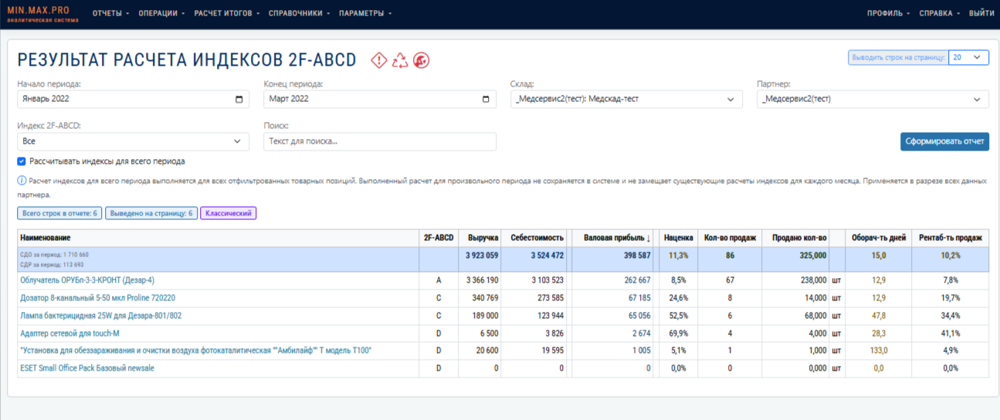 MIN.MAX.PRO
аналитическая система
ОТЧЕТЫ ОПЕРАЦИИ РАСЧЕТ ИТОГОВ СПРАВОЧНИКИ ПАРАМЕТРЫ ПРОФИЛЬ СПРАВКА ВЫЙТИ
РЕЗУЛЬТАТ РАСЧЕТА ИНДЕКСОВ 2F-ABCD
Выводить строк на страницу: 20
Начало периода: Конец периода: Склад: Партнер:
Январь 2022 Март 2022 _Медсервис2(тест): Медскад-тест _Медсервис2(тест)
Индекс 2F-ABCD: Поиск:
Все Текст для поиска... Сформировать отчет
Рассчитывать индексы для всего периода
Расчет индексов для всего периода выполняется для всех отфильтрованных товарных позиций. Выполненный расчет для произвольного периода не сохраняется в системе и не замещает существующие расчеты индексов для каждого месяца. Применяется в разрезе всех данных
партнера.
Всего строк в отчете: 6 Выведено на страницу: 6 Классический
Наименование 2F-ABCD Выручка Себестоимость Валовая прибыль ↓ Наценка Кол-во продаж Продано кол-во Оборач-ть дней Рентаб-ть продаж
СДО за период: 1 710 660
СДР за период: 113 693
3 923 059 3 524 472 398 587 11,3% 86 325,000 15,0 10,2%
Облучатель ОРУБп-3-3-КРОНТ (Дезар-4) A 3 366 190 3 103 523 262 667 8,5% 67 238,000 шт 12,9 7,8%
Дозатор 8-канальный 5-50 мкл Proline 720220 C 340 769 273 585 67 185 24,6% 8 14,000 шт 12,9 19,7%
Лампа бактерицидная 25W для Дезара-801/802 C 189 000 123 944 65 056 52,5% 6 68,000 шт 47,8 34,4%
Адаптер сетевой для touch-M D 6 500 3 826 2 674 69,9% 4 4,000 шт 28,3 41,1%
"Установка для обеззараживания и очистки воздуха фотокаталитическая ""Амбилайф"" Т модель Т100" D 20 600 19 595 1 005 5,1% 1 1,000 шт 133,0 4,9%
ESET Small Office Pack Базовый newsale D 0 0 0 0,0% 0 0,000 шт 0,0 0,0%